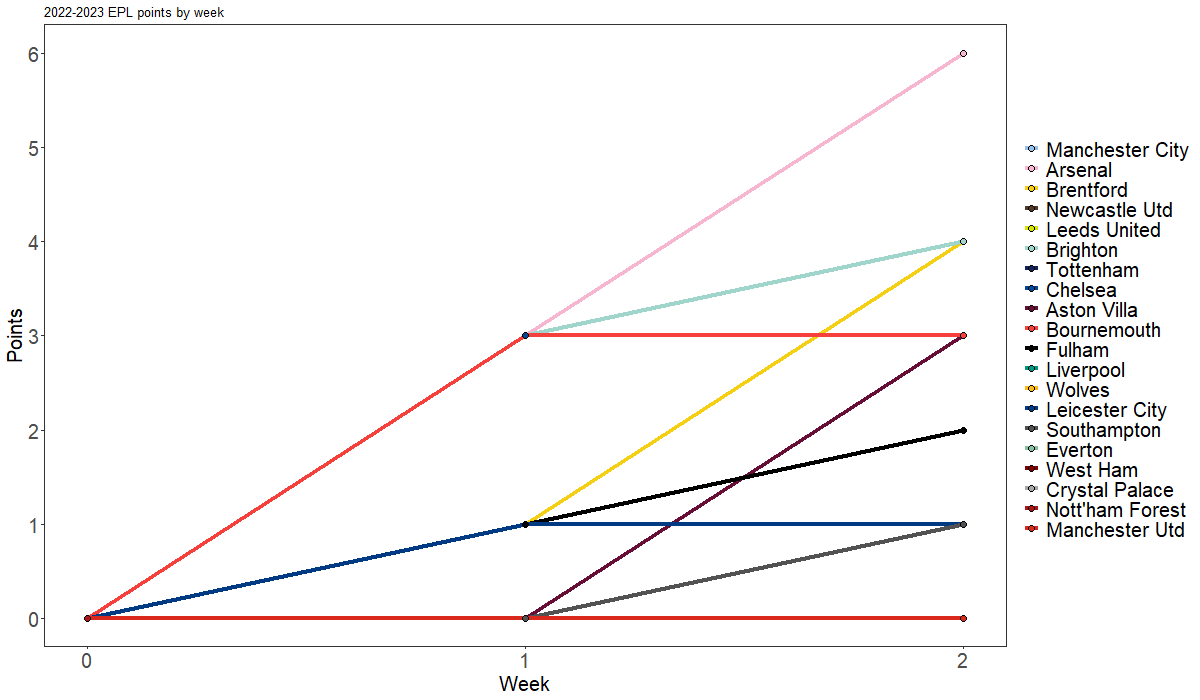 2022-2023 EPL points by week
6
5
4
3
2
1
0
Points
0 1 2
Week
Manchester City
Arsenal
Brentford
Newcastle Utd
Leeds United
Brighton
Tottenham
Chelsea
Aston Villa
Bournemouth
Fulham
Liverpool
Wolves
Leicester City
Southampton
Everton
West Ham
Crystal Palace
Nott'ham Forest
Manchester Utd